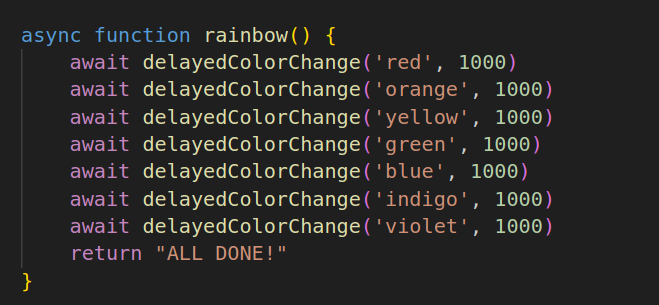 async function rainbow() {
    await delayedColorChange('red', 1000)
    await delayedColorChange('orange', 1000)
    await delayedColorChange('yellow', 1000)
    await delayedColorChange('green', 1000)
    await delayedColorChange('blue', 1000)
    await delayedColorChange('indigo', 1000)
    await delayedColorChange('violet', 1000)
    return "ALL DONE!"
}